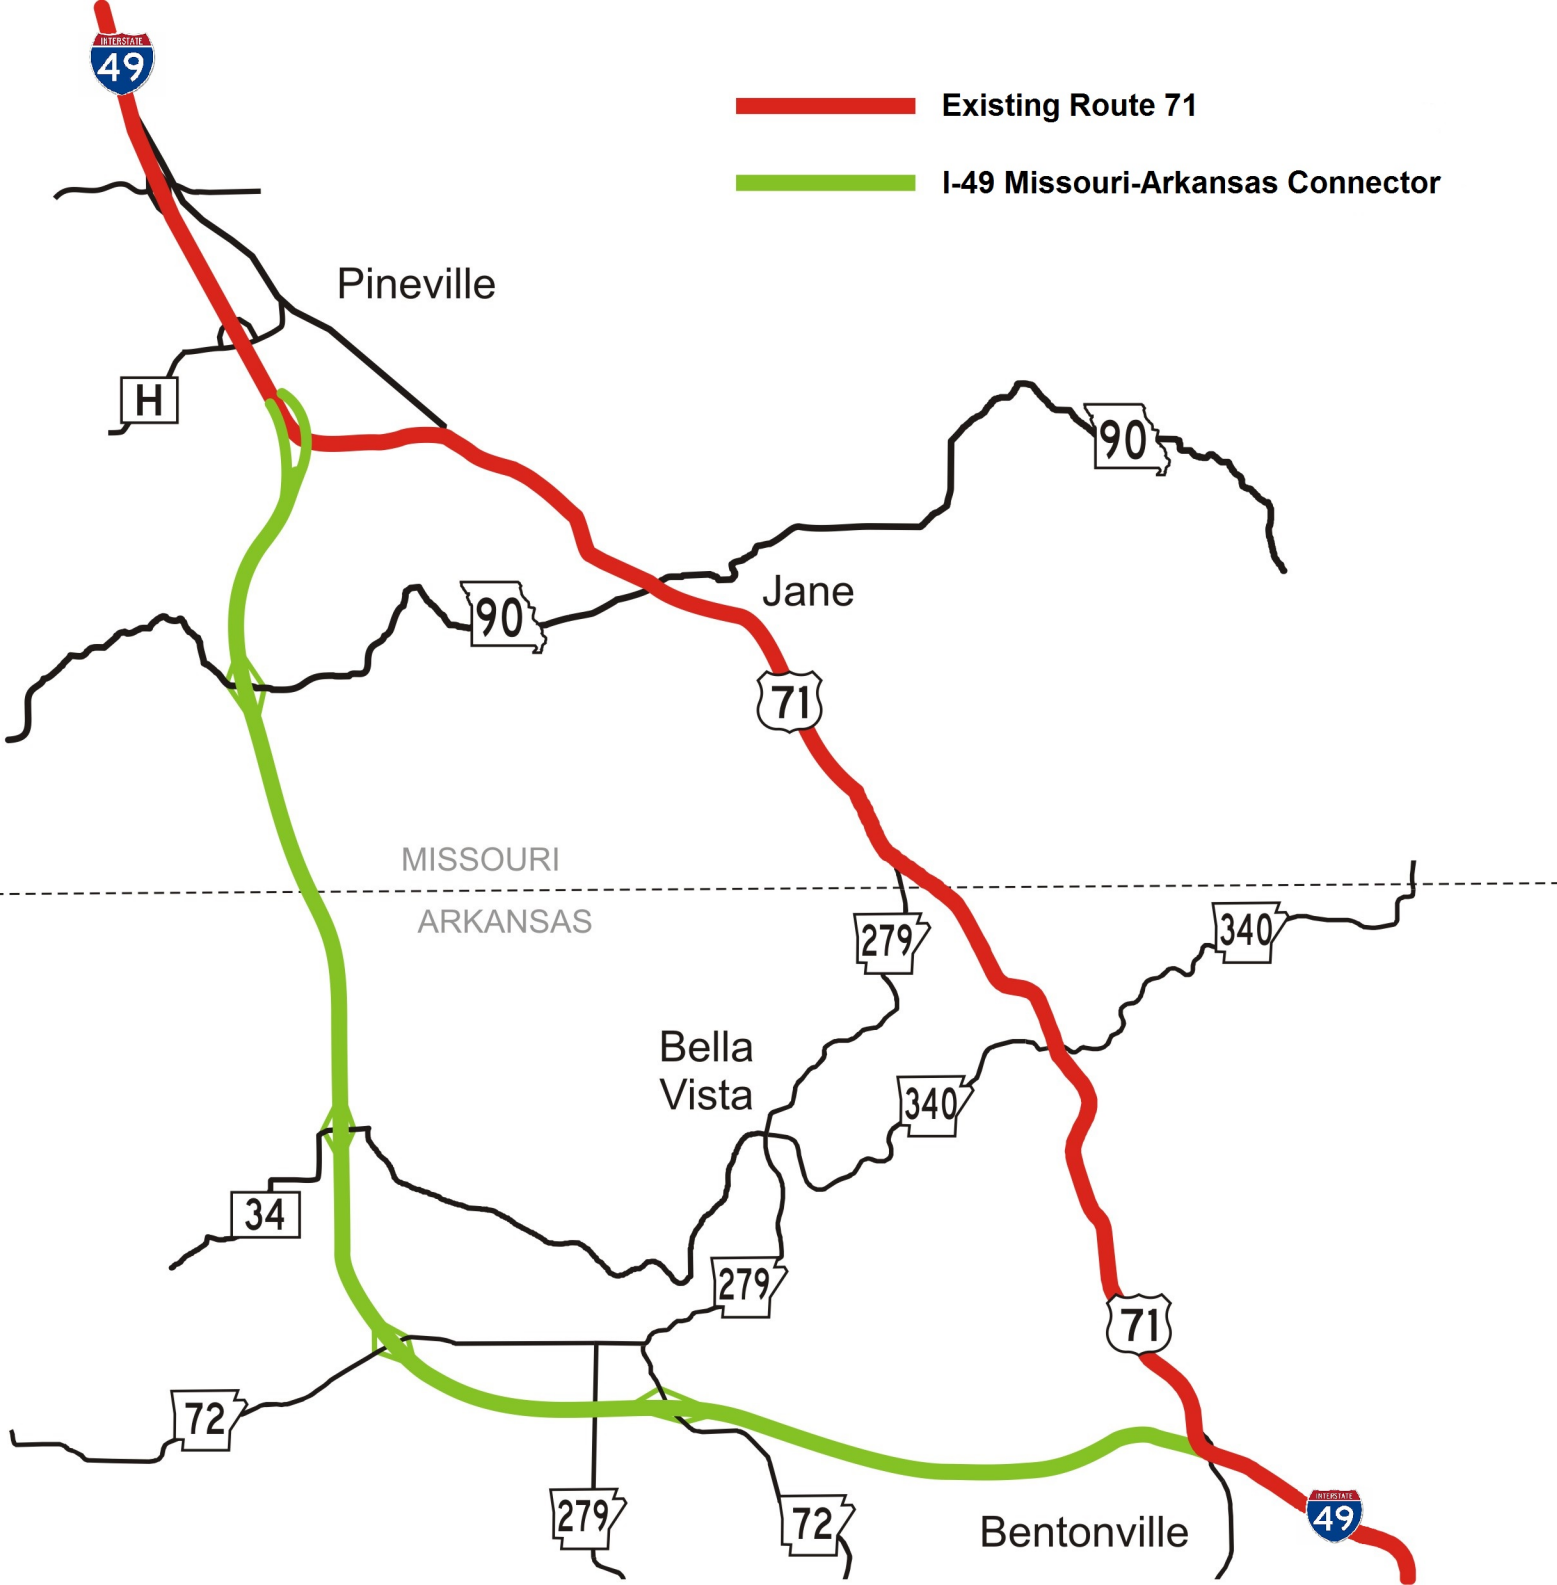 INTERSTATE
49
Existing Route 71
I-49 Missouri-Arkansas Connector
Pineville
H
90
90
Jane
71
MISSOURI
ARKANSAS
279
340
Bella
Vista
340
34
279
71
72
279
72
Bentonville
INTERSTATE
49